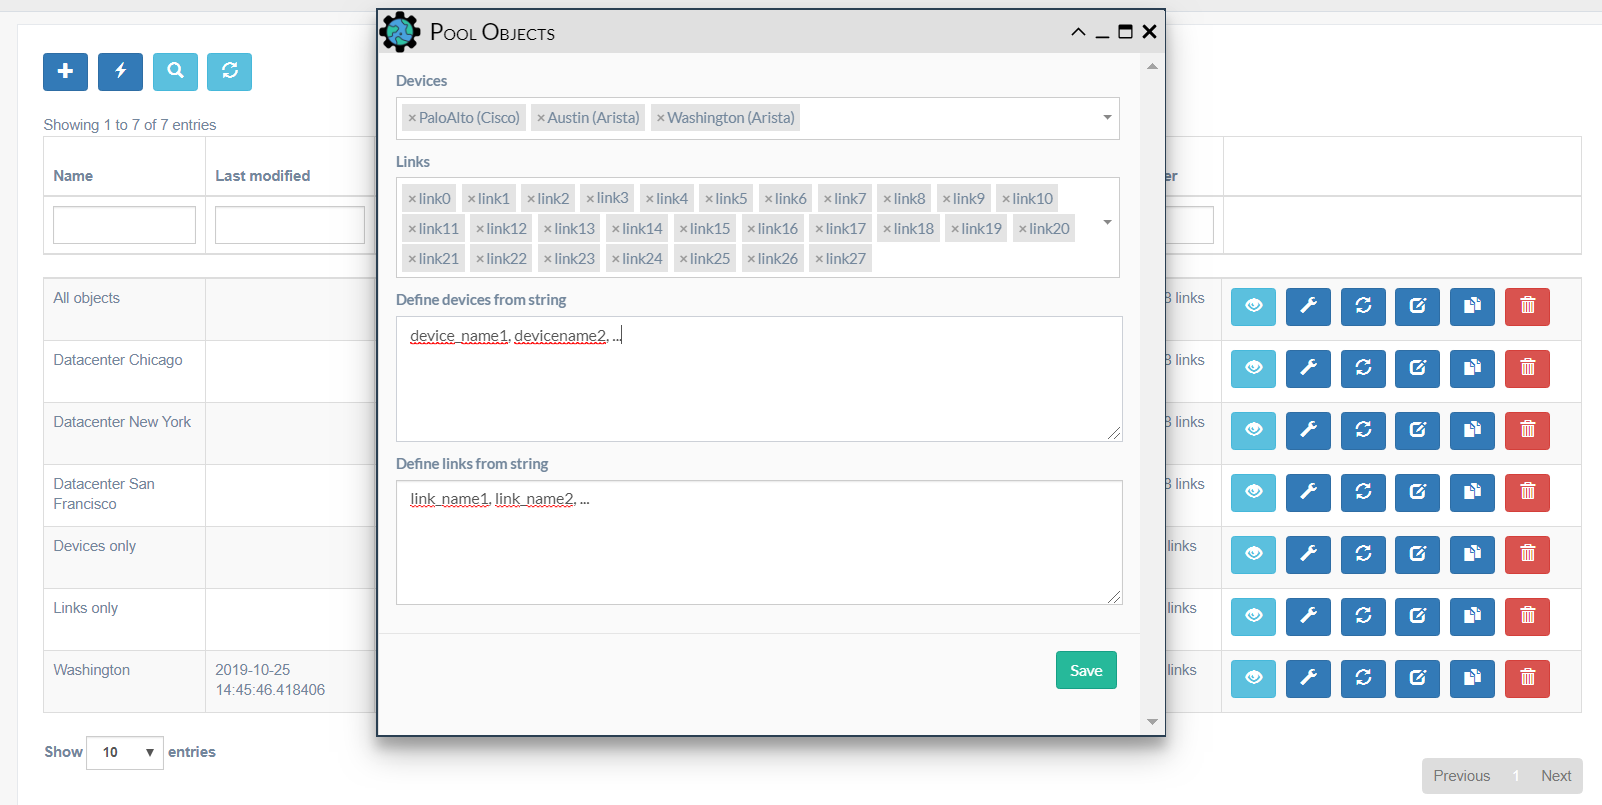 Pool Objects
Devices
×PaloAlto (Cisco) ×Austin (Arista) ×Washington (Arista)
Links
×link0 ×link1 ×link2 ×link3 ×link4 ×link5 ×link6 ×link7 ×link8 ×link9 ×link10
×link11 ×link12 ×link13 ×link14 ×link15 ×link16 ×link17 ×link18 ×link19 ×link20
×link21 ×link22 ×link23 ×link24 ×link25 ×link26 ×link27
Define devices from string
device_name1, devicename2, ...
Define links from string
link_name1, link_name2, ...
Save
Showing 1 to 7 of 7 entries
Name Last modified er
All objects 8 links
Datacenter Chicago 8 links
Datacenter New York 8 links
Datacenter San
Francisco
8 links
Devices only links
Links only links
Washington 2019-10-25
14:45:46.418406
links
Show 10 entries
Previous 1 Next